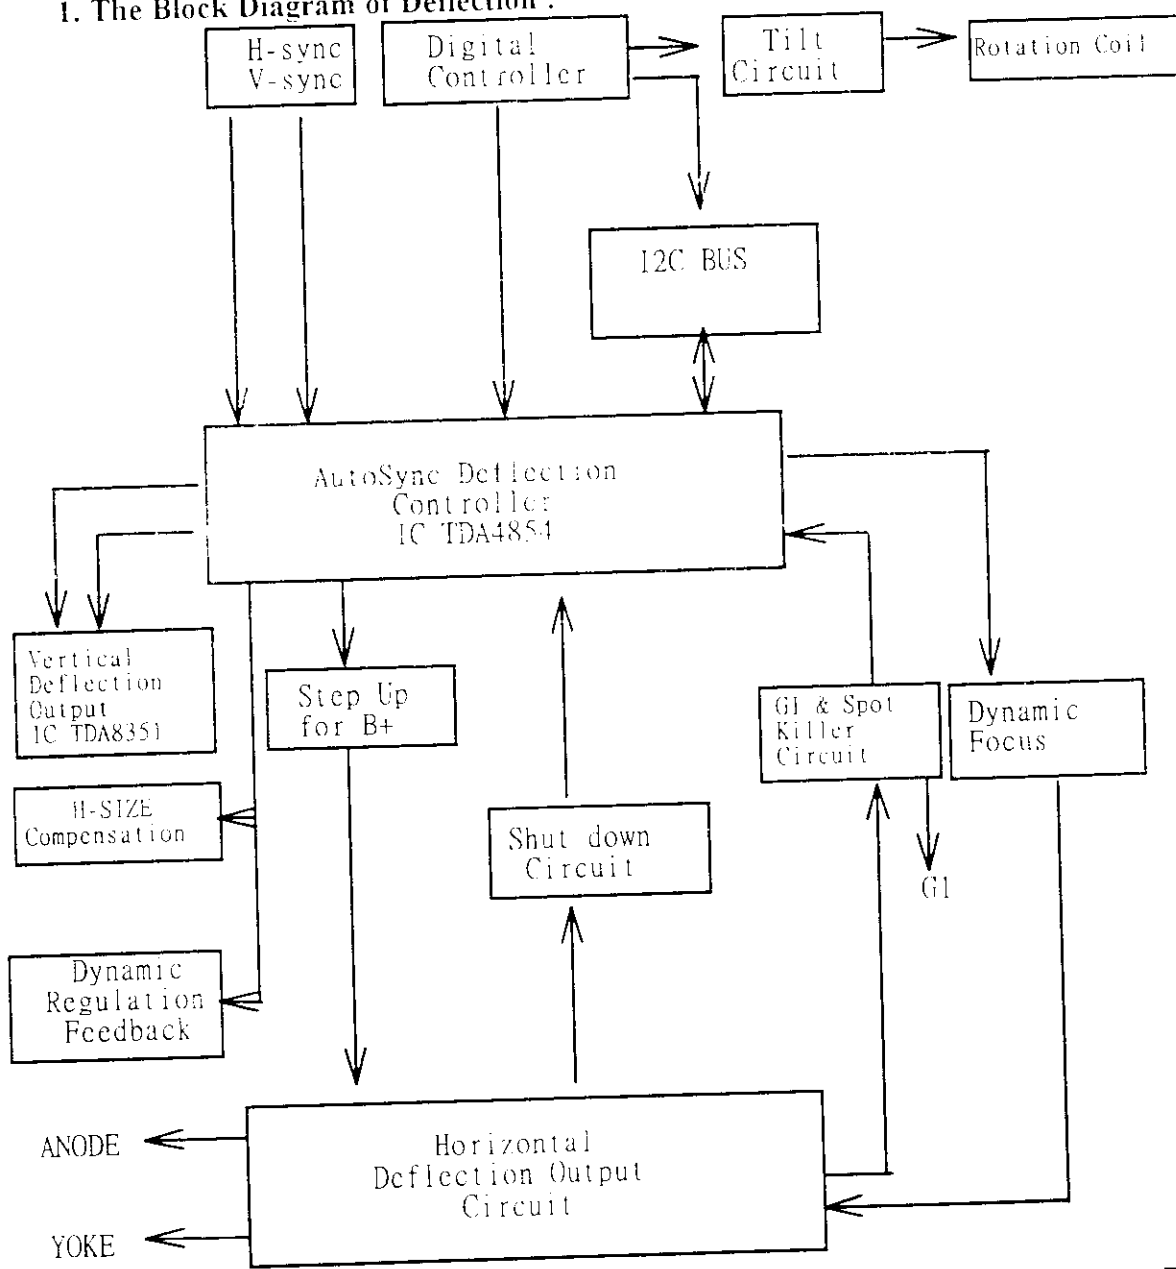 1. The Block Diagram of Deflection :
H-sync
V-sync
Digital
Controller
Tilt
Circuit
Rotation Coil
I2C BUS
AutoSync Deflection
Controller
IC TDA4854
Vertical
Deflection
Output
IC TDA8351
Step Up
for B+
G1 & Spot
Killer
Circuit
Dynamic
Focus
H-SIZE
Compensation
Shut down
Circuit
G1
Dynamic
Regulation
Feedback
Horizontal
Deflection Output
Circuit
ANODE
YOKE